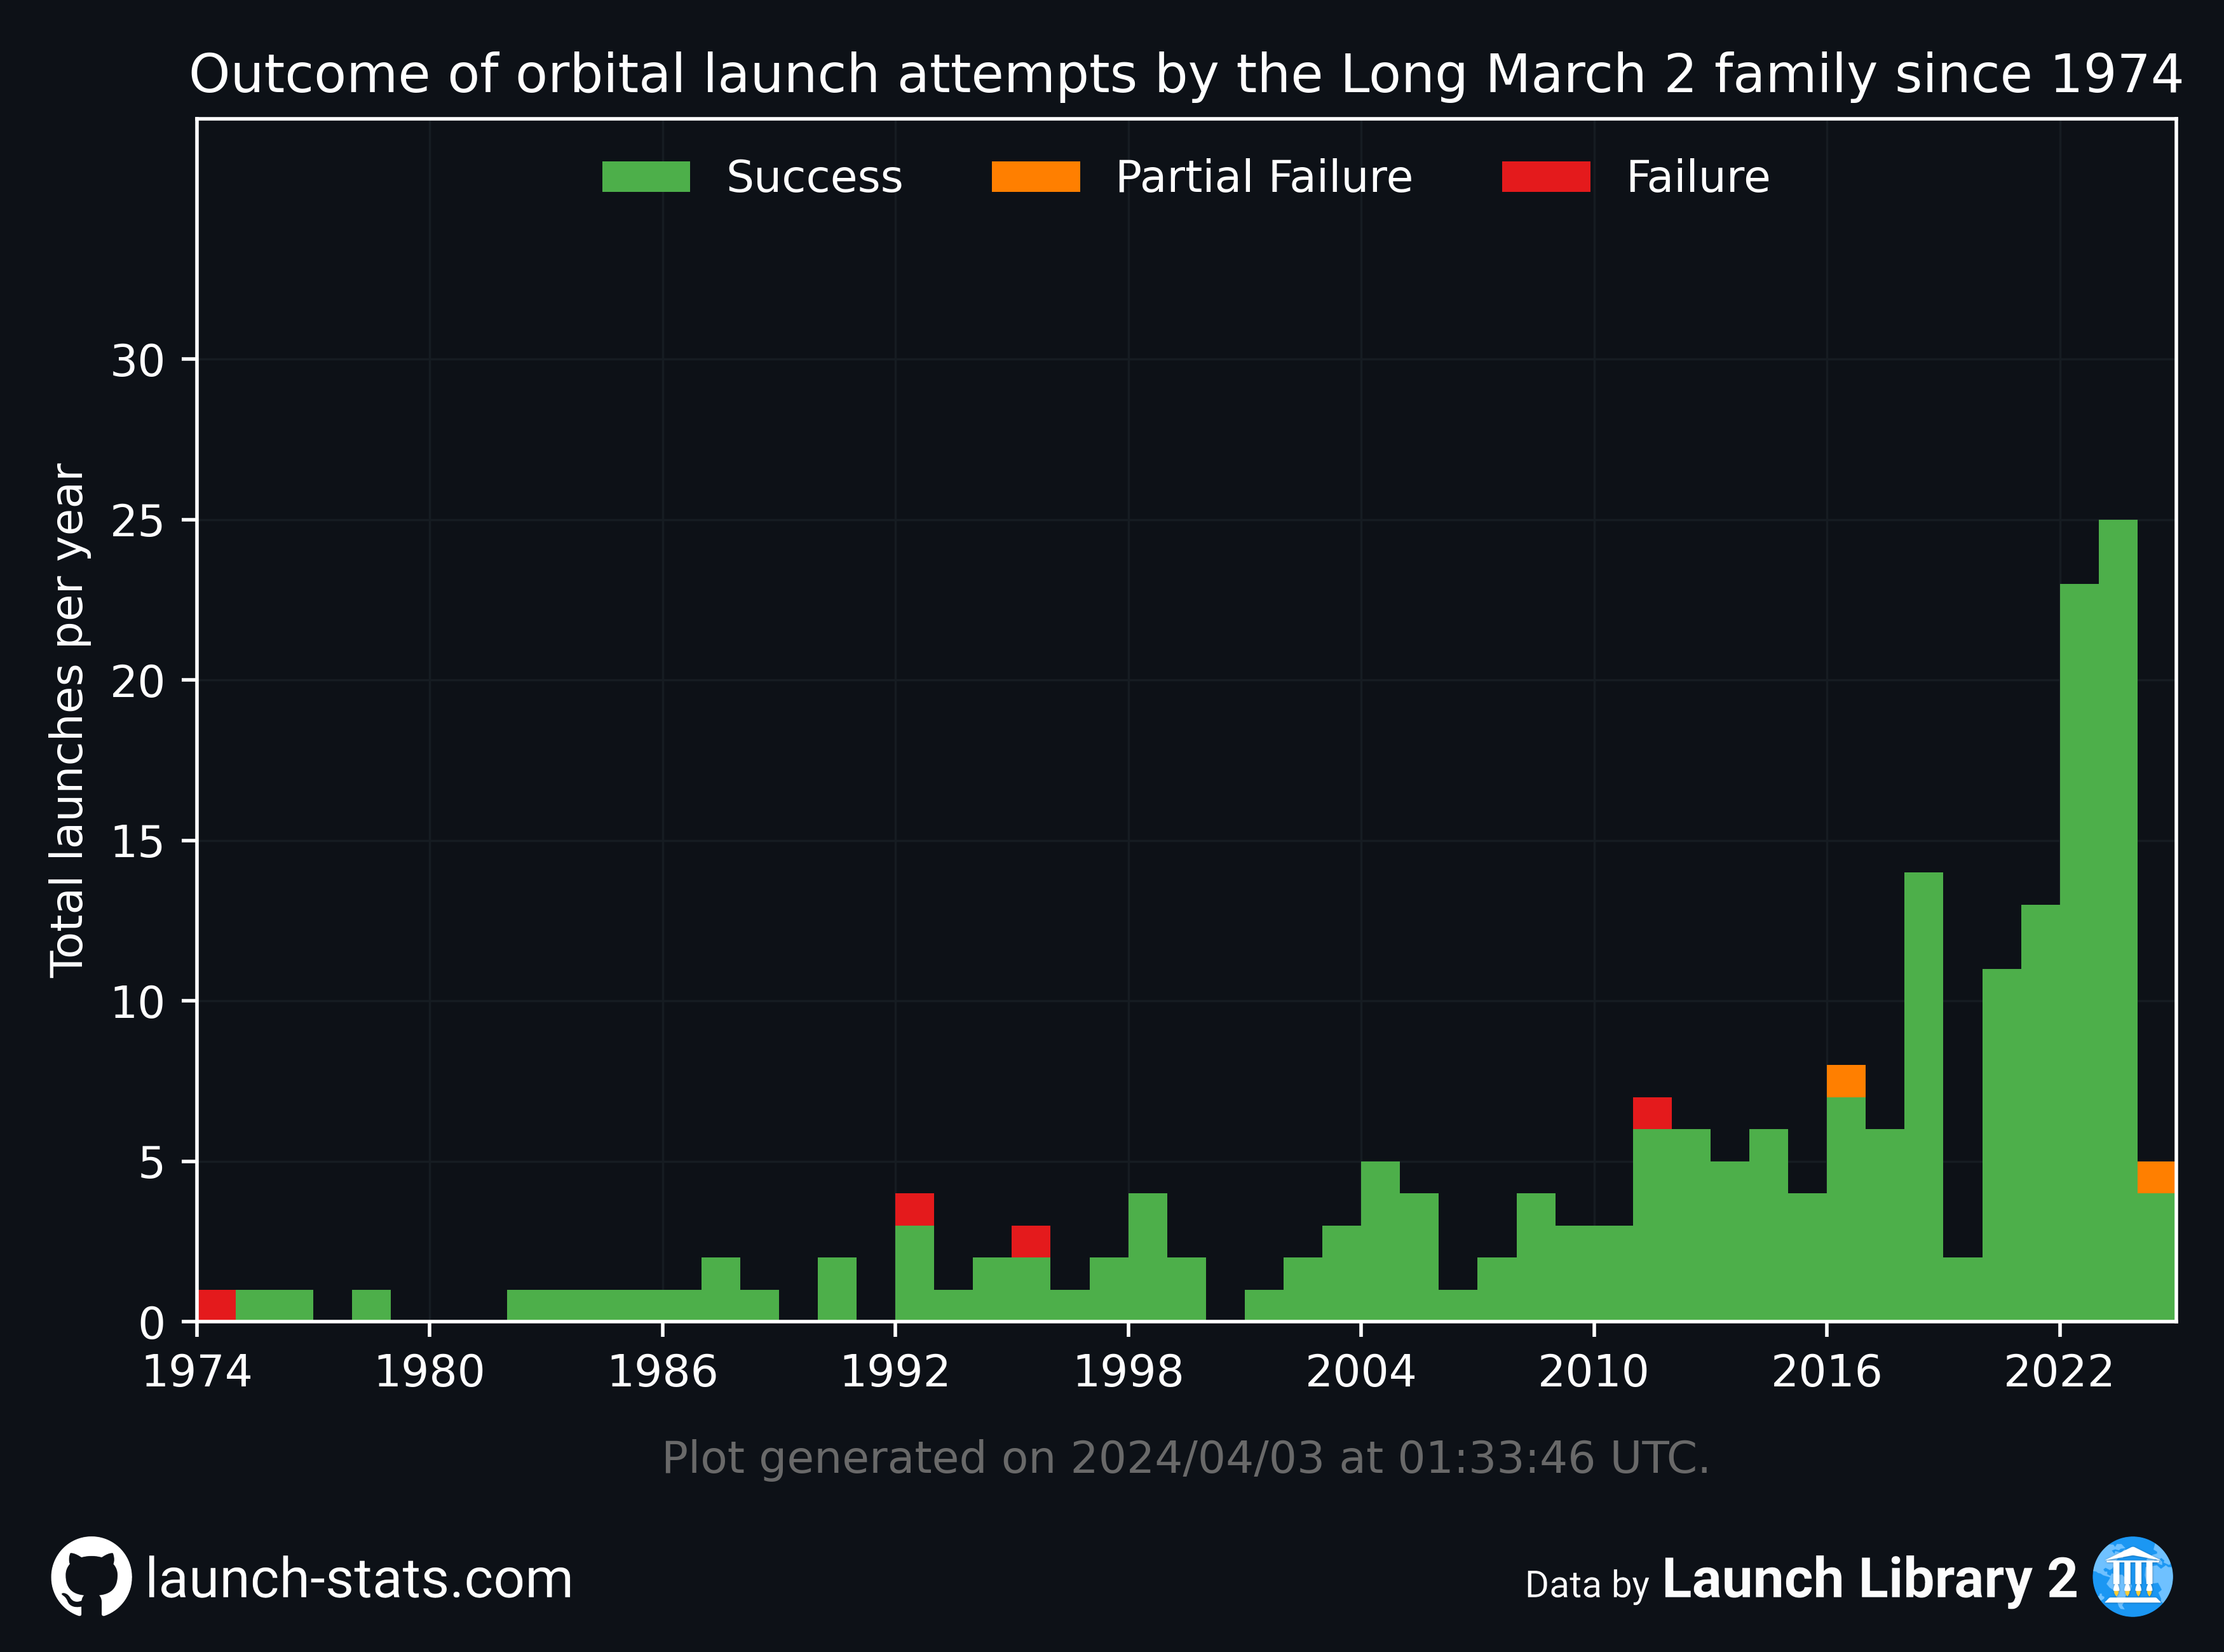 Outcome of orbital launch attempts by the Long March 2 family since 1974
Success Partial Failure Failure
Total launches per year
30
25
20
15
10
5
0
1974 1980 1986 1992 1998 2004 2010 2016 2022
Plot generated on 2024/04/03 at 01:33:46 UTC.
launch-stats.com
Data by Launch Library 2